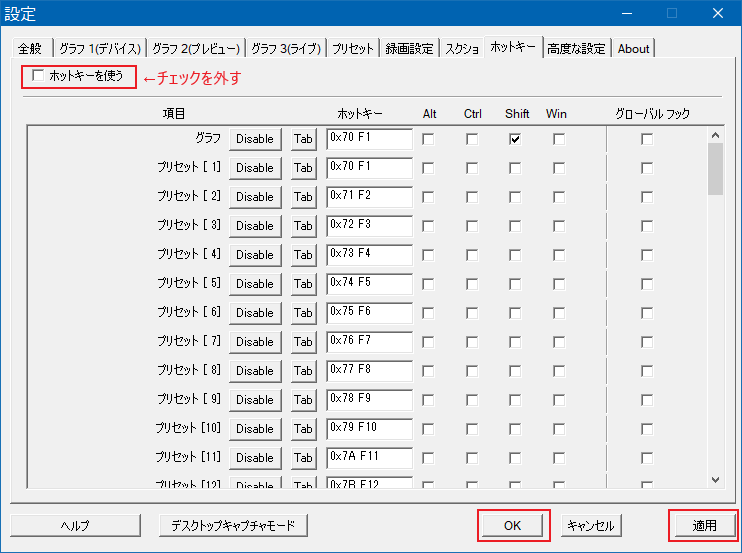 設定
全般 グラフ 1(デバイス) グラフ 2(プレビュー) グラフ 3(ライブ) プリセット 録画設定 スクショ ホットキー 高度な設定 About
ホットキーを使う ←チェックを外す
項目 ホットキー Alt Ctrl Shift Win グローバル フック
グラフ Disable Tab 0x70 F1
プリセット [ 1] Disable Tab 0x70 F1
プリセット [ 2] Disable Tab 0x71 F2
プリセット [ 3] Disable Tab 0x72 F3
プリセット [ 4] Disable Tab 0x73 F4
プリセット [ 5] Disable Tab 0x74 F5
プリセット [ 6] Disable Tab 0x75 F6
プリセット [ 7] Disable Tab 0x76 F7
プリセット [ 8] Disable Tab 0x77 F8
プリセット [ 9] Disable Tab 0x78 F9
プリセット [10] Disable Tab 0x79 F10
プリセット [11] Disable Tab 0x7A F11
プリセット [12] Disable Tab 0x7B F12
ヘルプ デスクトップキャプチャモード OK キャンセル 適用